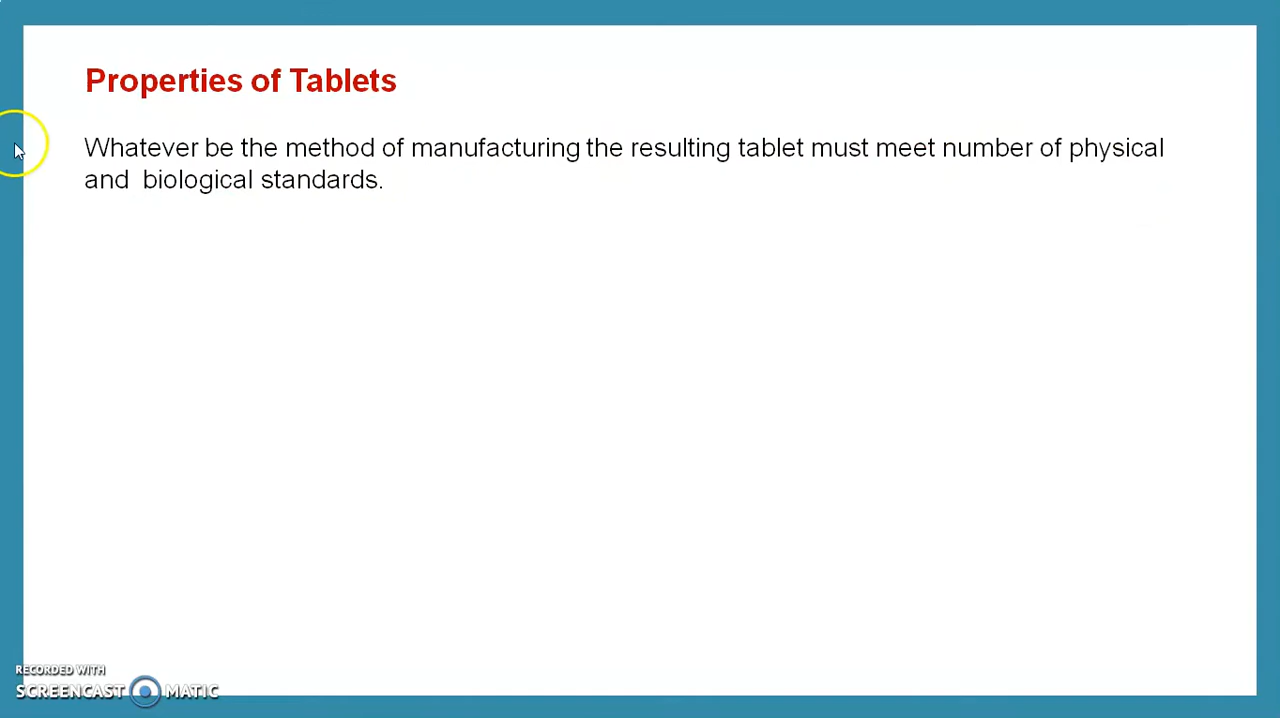 Properties of Tablets
Whatever be the method of manufacturing the resulting tablet must meet number of physical
and  biological standards.
RECORDED WITH
SCREENCAST MATIC